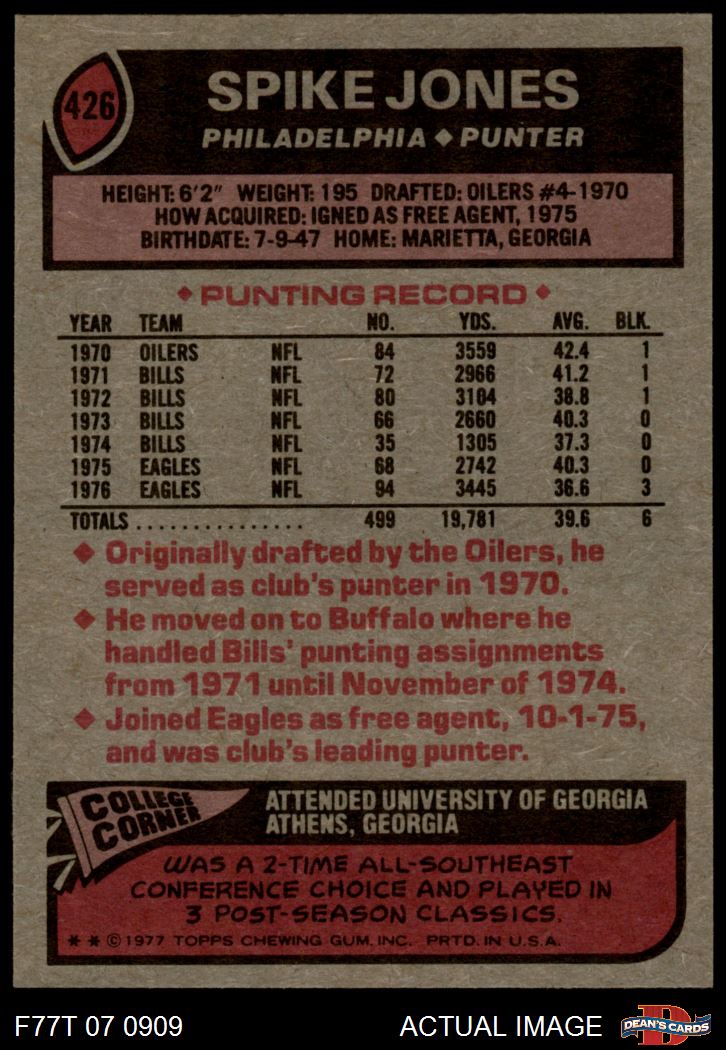 426
SPIKE JONES
PHILADELPHIA ◆ PUNTER
HEIGHT: 6'2" WEIGHT: 195 DRAFTED: OILERS #4-1970
HOW ACQUIRED: IGNED AS FREE AGENT, 1975
BIRTHDATE: 7-9-47 HOME: MARIETTA, GEORGIA
◆ PUNTING RECORD ◆
YEAR TEAM NO. YDS. AVG. BLK.
1970 OILERS NFL 84 3559 42.4 1
1971 BILLS NFL 72 2966 41.2 1
1972 BILLS NFL 80 3104 38.8 1
1973 BILLS NFL 66 2660 40.3 0
1974 BILLS NFL 35 1305 37.3 0
1975 EAGLES NFL 68 2742 40.3 0
1976 EAGLES NFL 94 3445 36.6 3
TOTALS ................ 499 19,781 39.6 6
◆ Originally drafted by the Oilers, he
served as club's punter in 1970.
◆ He moved on to Buffalo where he
handled Bills' punting assignments
from 1971 until November of 1974.
◆ Joined Eagles as free agent, 10-1-75,
and was club's leading punter.
COLLEGE
CORNER
ATTENDED UNIVERSITY OF GEORGIA
ATHENS, GEORGIA
WAS A 2-TIME ALL-SOUTHEAST
CONFERENCE CHOICE AND PLAYED IN
3 POST-SEASON CLASSICS.
* * © 1977 TOPPS CHEWING GUM, INC. PRTD. IN U.S.A.
F77T 07 0909
ACTUAL IMAGE
D
DEAN'S CARDS